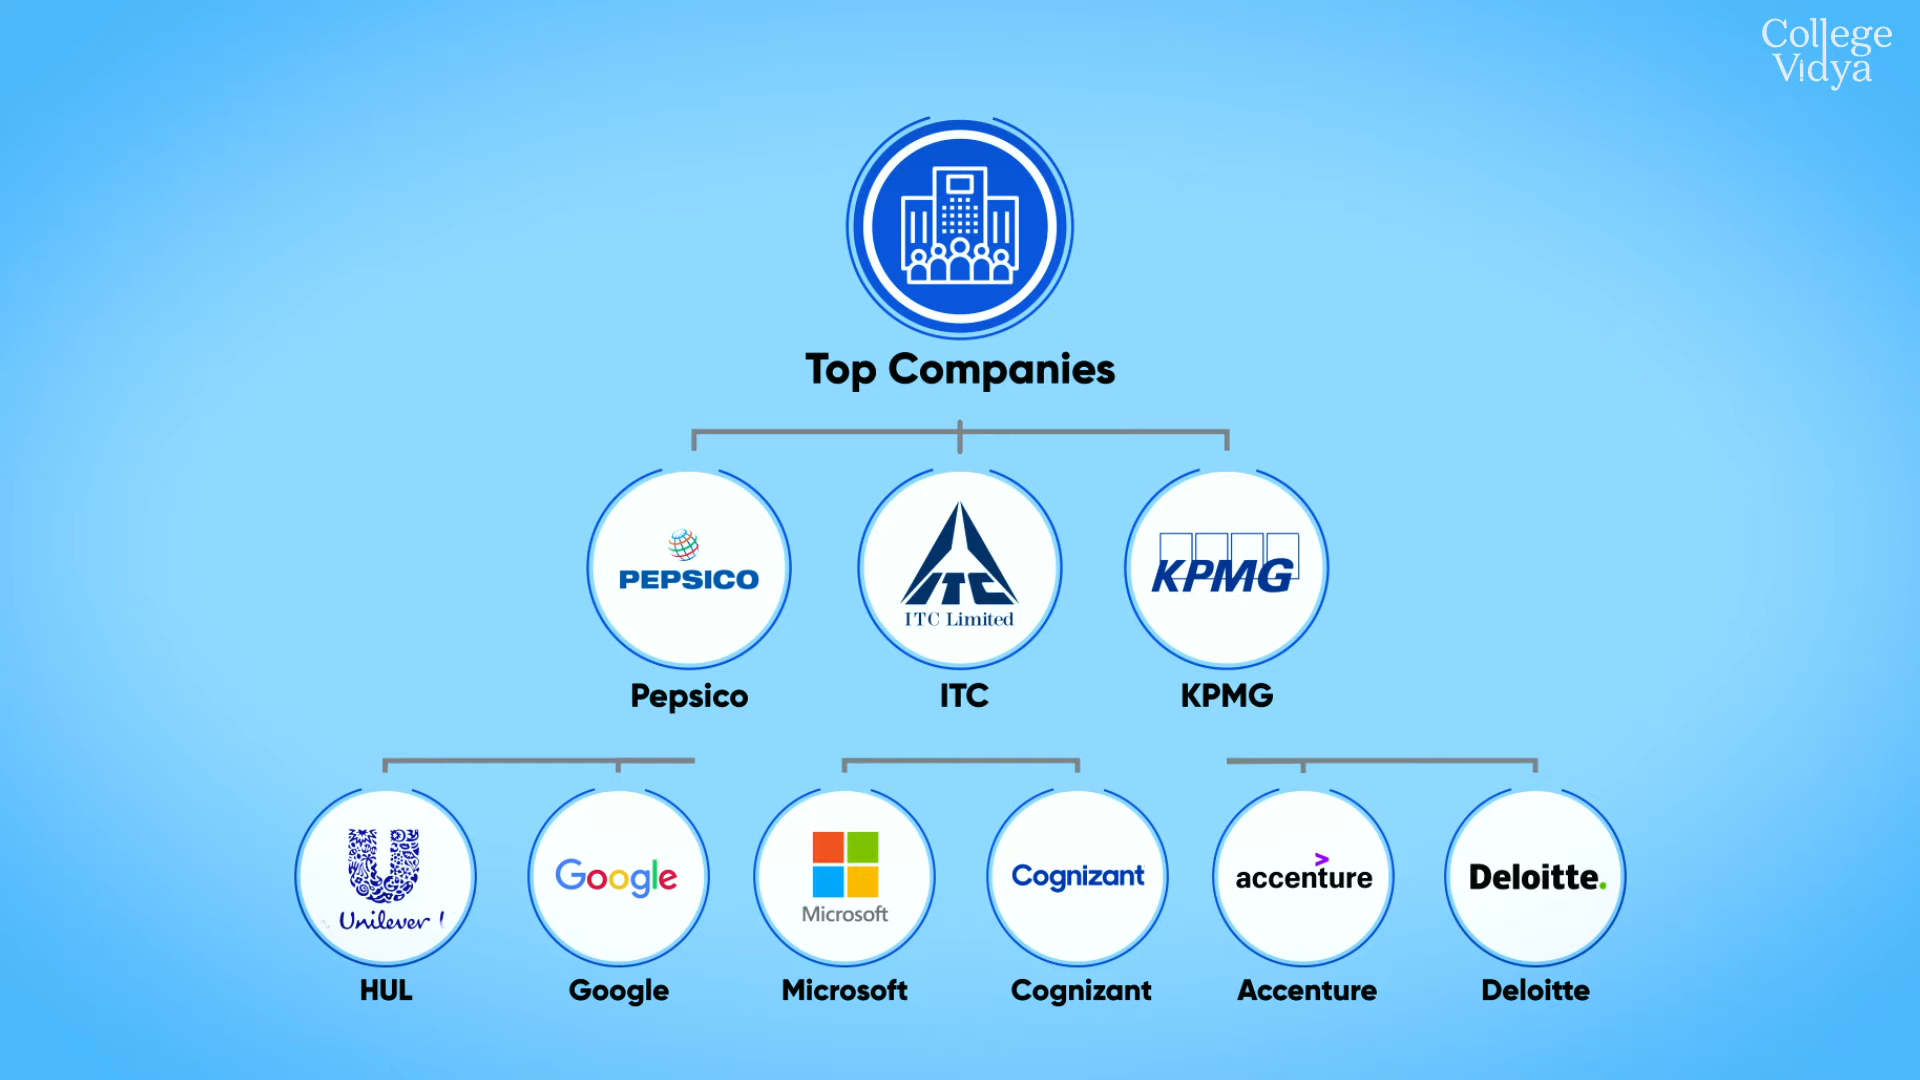 College
Vidya
Top Companies
PEPSICO
ITC
ITC Limited
KPMG
Pepsico
ITC
KPMG
Unilever
Google
Microsoft
Cognizant
accenture
Deloitte.
HUL
Google
Microsoft
Cognizant
Accenture
Deloitte